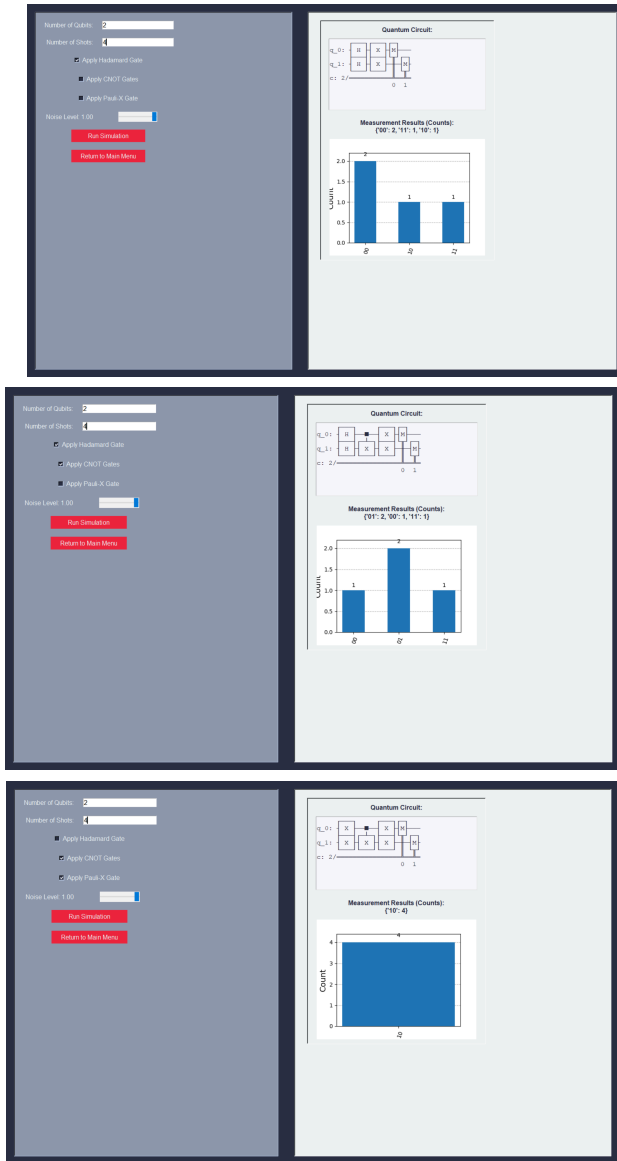 Number of Qubits: 2
Number of Shots: 4
Apply Hadamard Gate
Apply CNOT Gates
Apply Pauli-X Gate
Noise Level: 1.00
Run Simulation
Return to Main Menu
Quantum Circuit:
q_0: H X M
q_1: H X M
c: 2/
0 1
Measurement Results (Counts):
{'00': 2, '11': 1, '10': 1}
2 1 1
2.0
1.5
1.0
0.5
0.0
Count
00 10 11
Number of Qubits: 2
Number of Shots: 4
Apply Hadamard Gate
Apply CNOT Gates
Apply Pauli-X Gate
Noise Level: 1.00
Run Simulation
Return to Main Menu
Quantum Circuit:
q_0: H X M
q_1: H X X M
c: 2/
0 1
Measurement Results (Counts):
{'01': 2, '00': 1, '11': 1}
1 2 1
2.0
1.5
1.0
0.5
0.0
Count
00 01 11
Number of Qubits: 2
Number of Shots: 4
Apply Hadamard Gate
Apply CNOT Gates
Apply Pauli-X Gate
Noise Level: 1.00
Run Simulation
Return to Main Menu
Quantum Circuit:
q_0: X X M
q_1: X X X M
c: 2/
0 1
Measurement Results (Counts):
{'10': 4}
4
4
3
2
1
0
Count
10